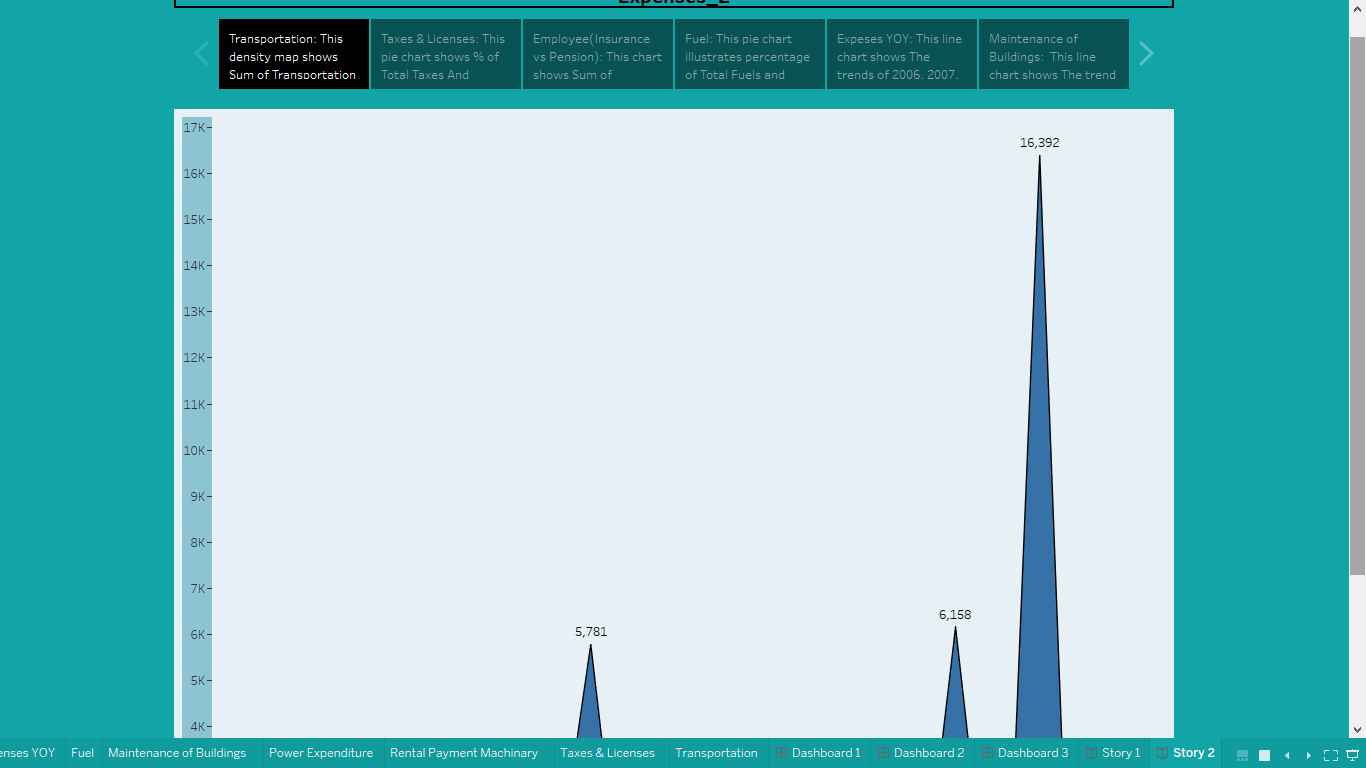 Expenses_2
Transportation: This
density map shows
Sum of Transportation
Taxes & Licenses: This
pie chart shows % of
Total Taxes And
Employee(Insurance
vs Pension): This chart
shows Sum of
Fuel: This pie chart
illustrates percentage
of Total Fuels and
Expeses YOY: This line
chart shows The
trends of 2006, 2007,
Maintenance of
Buildings: This line
chart shows The trend
17K
16K
15K
14K
13K
12K
11K
10K
9K
8K
7K
6K
5K
4K
16,392
6,158
5,781
enses YOY
Fuel
Maintenance of Buildings
Power Expenditure
Rental Payment Machinary
Taxes & Licenses
Transportation
Dashboard 1
Dashboard 2
Dashboard 3
Story 1
Story 2